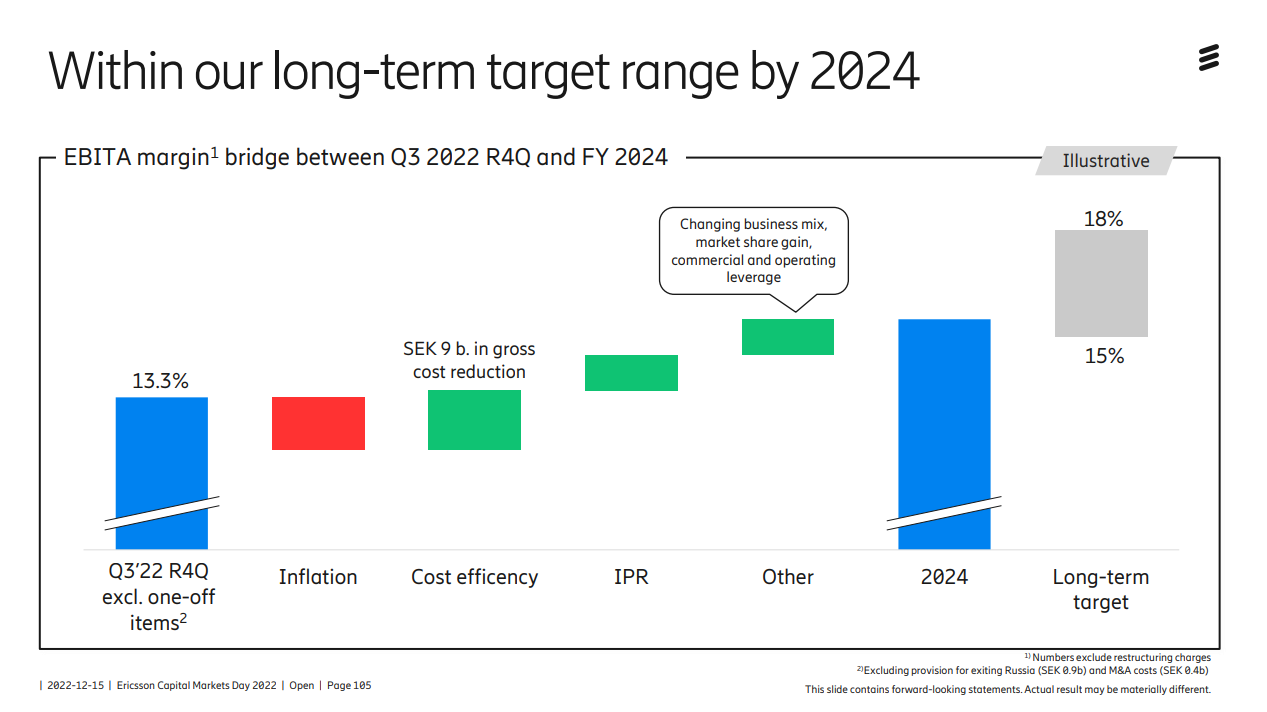 Within our long-term target range by 2024
EBITA margin¹ bridge between Q3 2022 R4Q and FY 2024
Illustrative
18%
Changing business mix,
market share gain,
commercial and operating
leverage
SEK 9 b. in gross
cost reduction
15%
13.3%
Q3’22 R4Q
excl. one-off
items²
Inflation
Cost efficency
IPR
Other
2024
Long-term
target
¹⁾ Numbers exclude restructuring charges
²⁾ Excluding provision for exiting Russia (SEK 0.9b) and M&A costs (SEK 0.4b)
This slide contains forward-looking statements. Actual result may be materially different.
| 2022-12-15 | Ericsson Capital Markets Day 2022 | Open | Page 105